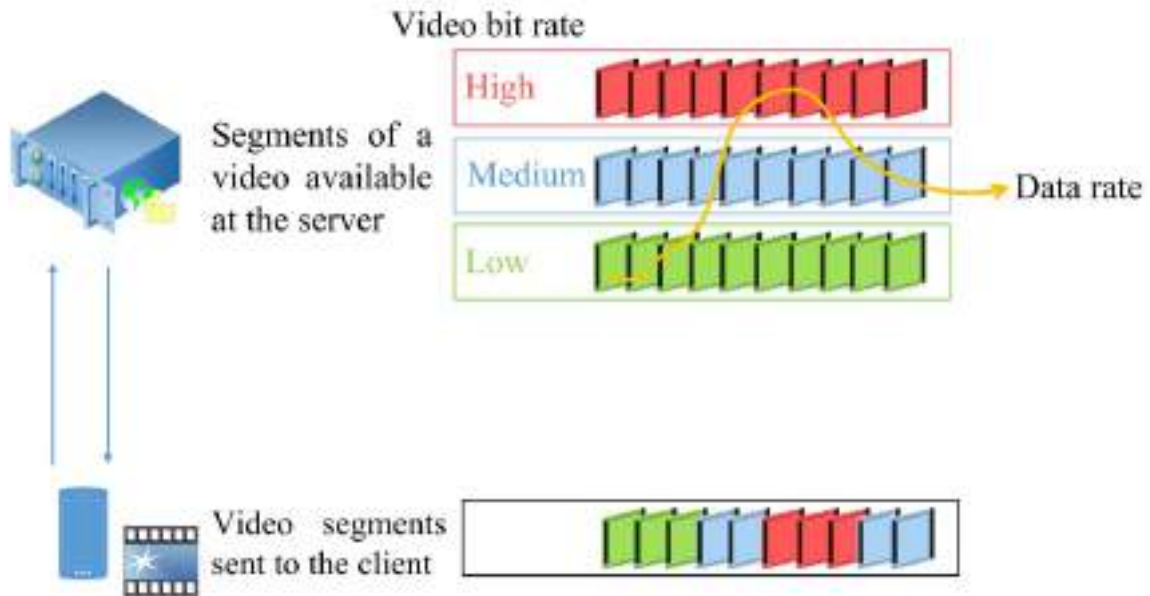 Video bit rate
High
Segments of a
video available
at the server
Medium
Data rate
Low
Video segments
sent to the client